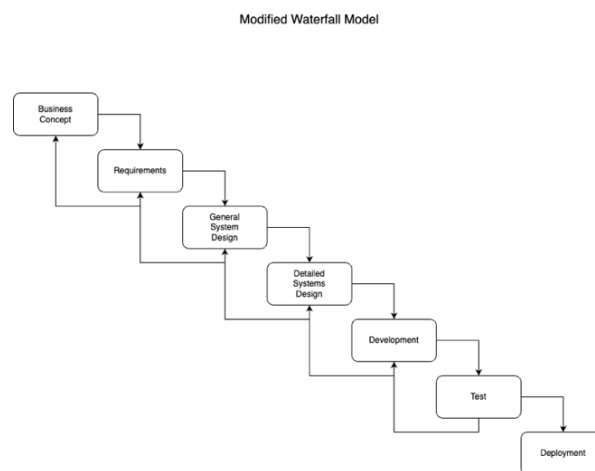 Modified Waterfall Model
Business
Concept
Requirements
General
System
Design
Detailed
Systems
Design
Development
Test
Deployment